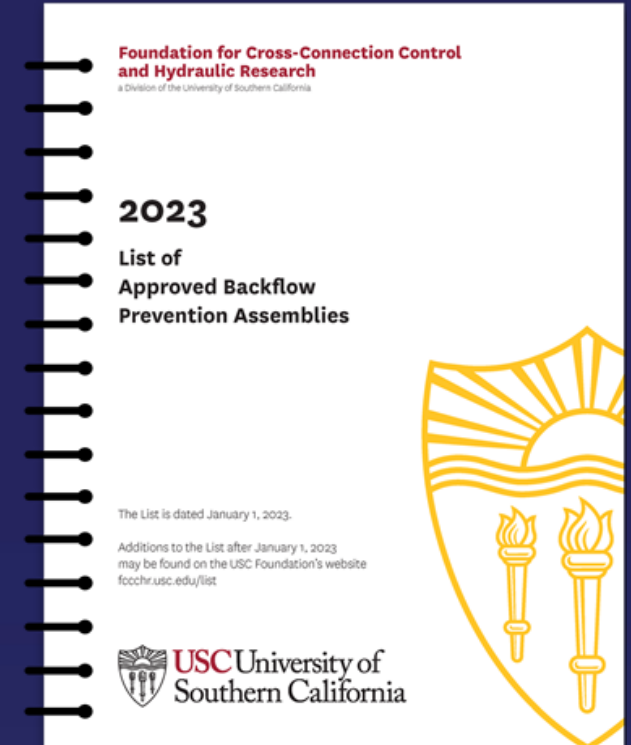 Foundation for Cross-Connection Control
and Hydraulic Research
a Division of the University of Southern California
2023
List of
Approved Backflow
Prevention Assemblies
The List is dated January 1, 2023.
Additions to the List after January 1, 2023
may be found on the USC Foundation's website
fccchr.usc.edu/list
USC University of
Southern California